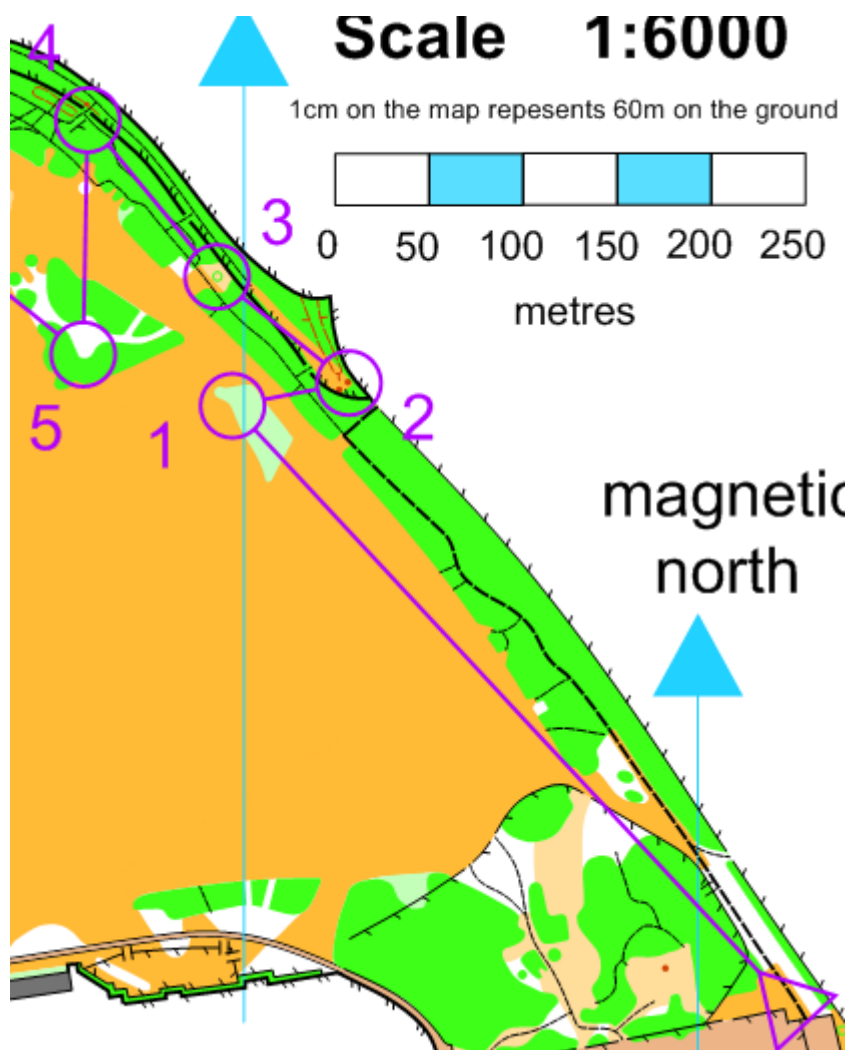 Scale 1:6000
1cm on the map repesents 60m on the ground
0 50 100 150 200 250
metres
4
3
1
2
5
magnetic
north